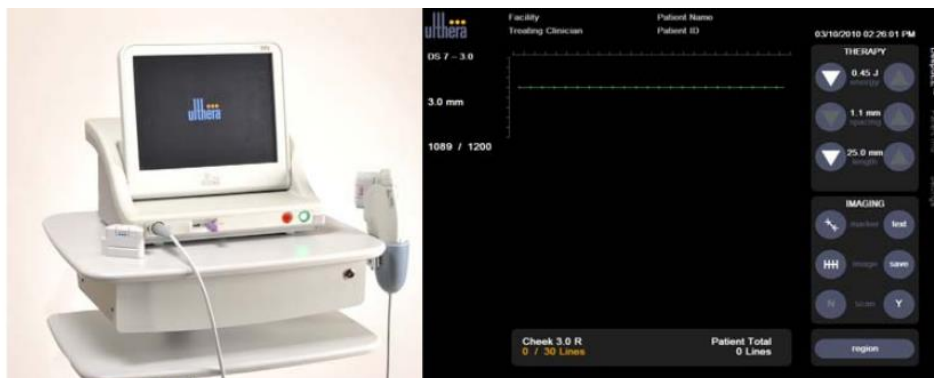 ulthera
ulthera
Facility
Treating Clinician
Patient Name
Patient ID
03/10/2010 02:26:01 PM
DS 7 – 3.0
3.0 mm
1089 / 1200
THERAPY
0.45 J
energy
1.1 mm
spacing
25.0 mm
length
IMAGING
marker
text
image
save
N
scan
Y
region
Cheek 3.0 R
0 / 30 Lines
Patient Total
0 Lines